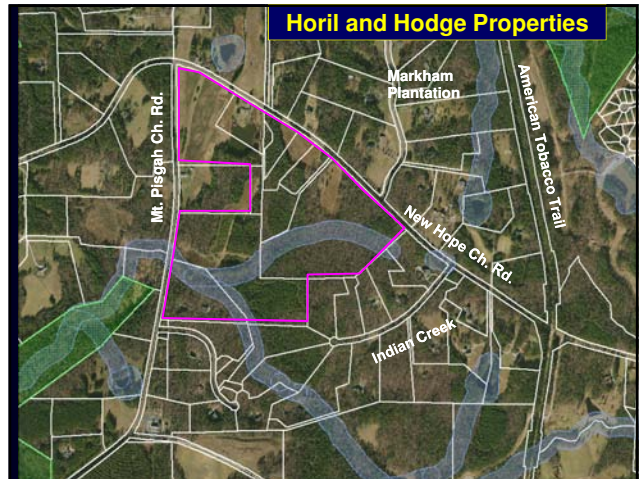 Horil and Hodge Properties
Markham
Plantation
American Tobacco Trail
Mt. Pisgah Ch. Rd.
New Hope Ch. Rd.
Indian Creek